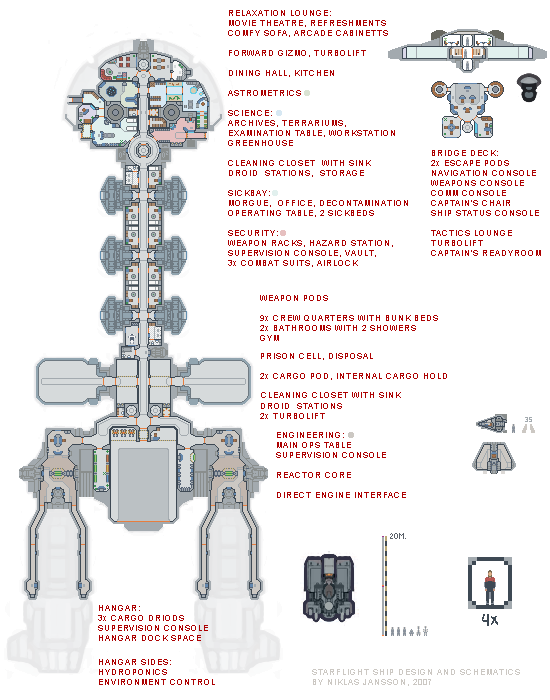 RELAXATION LOUNGE:
MOVIE THEATRE, REFRESHMENTS
COMFY SOFA, ARCADE CABINETTS
FORWARD GIZMO, TURBOLIFT
DINING HALL, KITCHEN
ASTROMETRICS
SCIENCE:
ARCHIVES, TERRARIUMS,
EXAMINATION TABLE, WORKSTATION
GREENHOUSE
CLEANING CLOSET WITH SINK
DROID STATIONS, STORAGE
SICKBAY:
MORGUE, OFFICE, DECONTAMINATION
OPERATING TABLE, 2 SICKBEDS
SECURITY:
WEAPON RACKS, HAZARD STATION,
SUPERVISION CONSOLE, VAULT,
3x COMBAT SUITS, AIRLOCK
BRIDGE DECK:
2x ESCAPE PODS
NAVIGATION CONSOLE
WEAPONS CONSOLE
COMM CONSOLE
CAPTAIN'S CHAIR
SHIP STATUS CONSOLE
TACTICS LOUNGE
TURBOLIFT
CAPTAIN'S READYROOM
WEAPON PODS
9x CREW QUARTERS WITH BUNK BEDS
2x BATHROOMS WITH 2 SHOWERS
GYM
PRISON CELL, DISPOSAL
2x CARGO POD, INTERNAL CARGO HOLD
CLEANING CLOSET WITH SINK
DROID STATIONS
2x TURBOLIFT
ENGINEERING:
MAIN OPS TABLE
SUPERVISION CONSOLE
REACTOR CORE
DIRECT ENGINE INTERFACE
35
20M.
4x
HANGAR:
3x CARGO DRIODS
SUPERVISION CONSOLE
HANGAR DOCK SPACE
HANGAR SIDES:
HYDROPONICS
ENVIRONMENT CONTROL
STARFLIGHT SHIP DESIGN AND SCHEMATICS
BY NIKLAS JANSSON, 2007